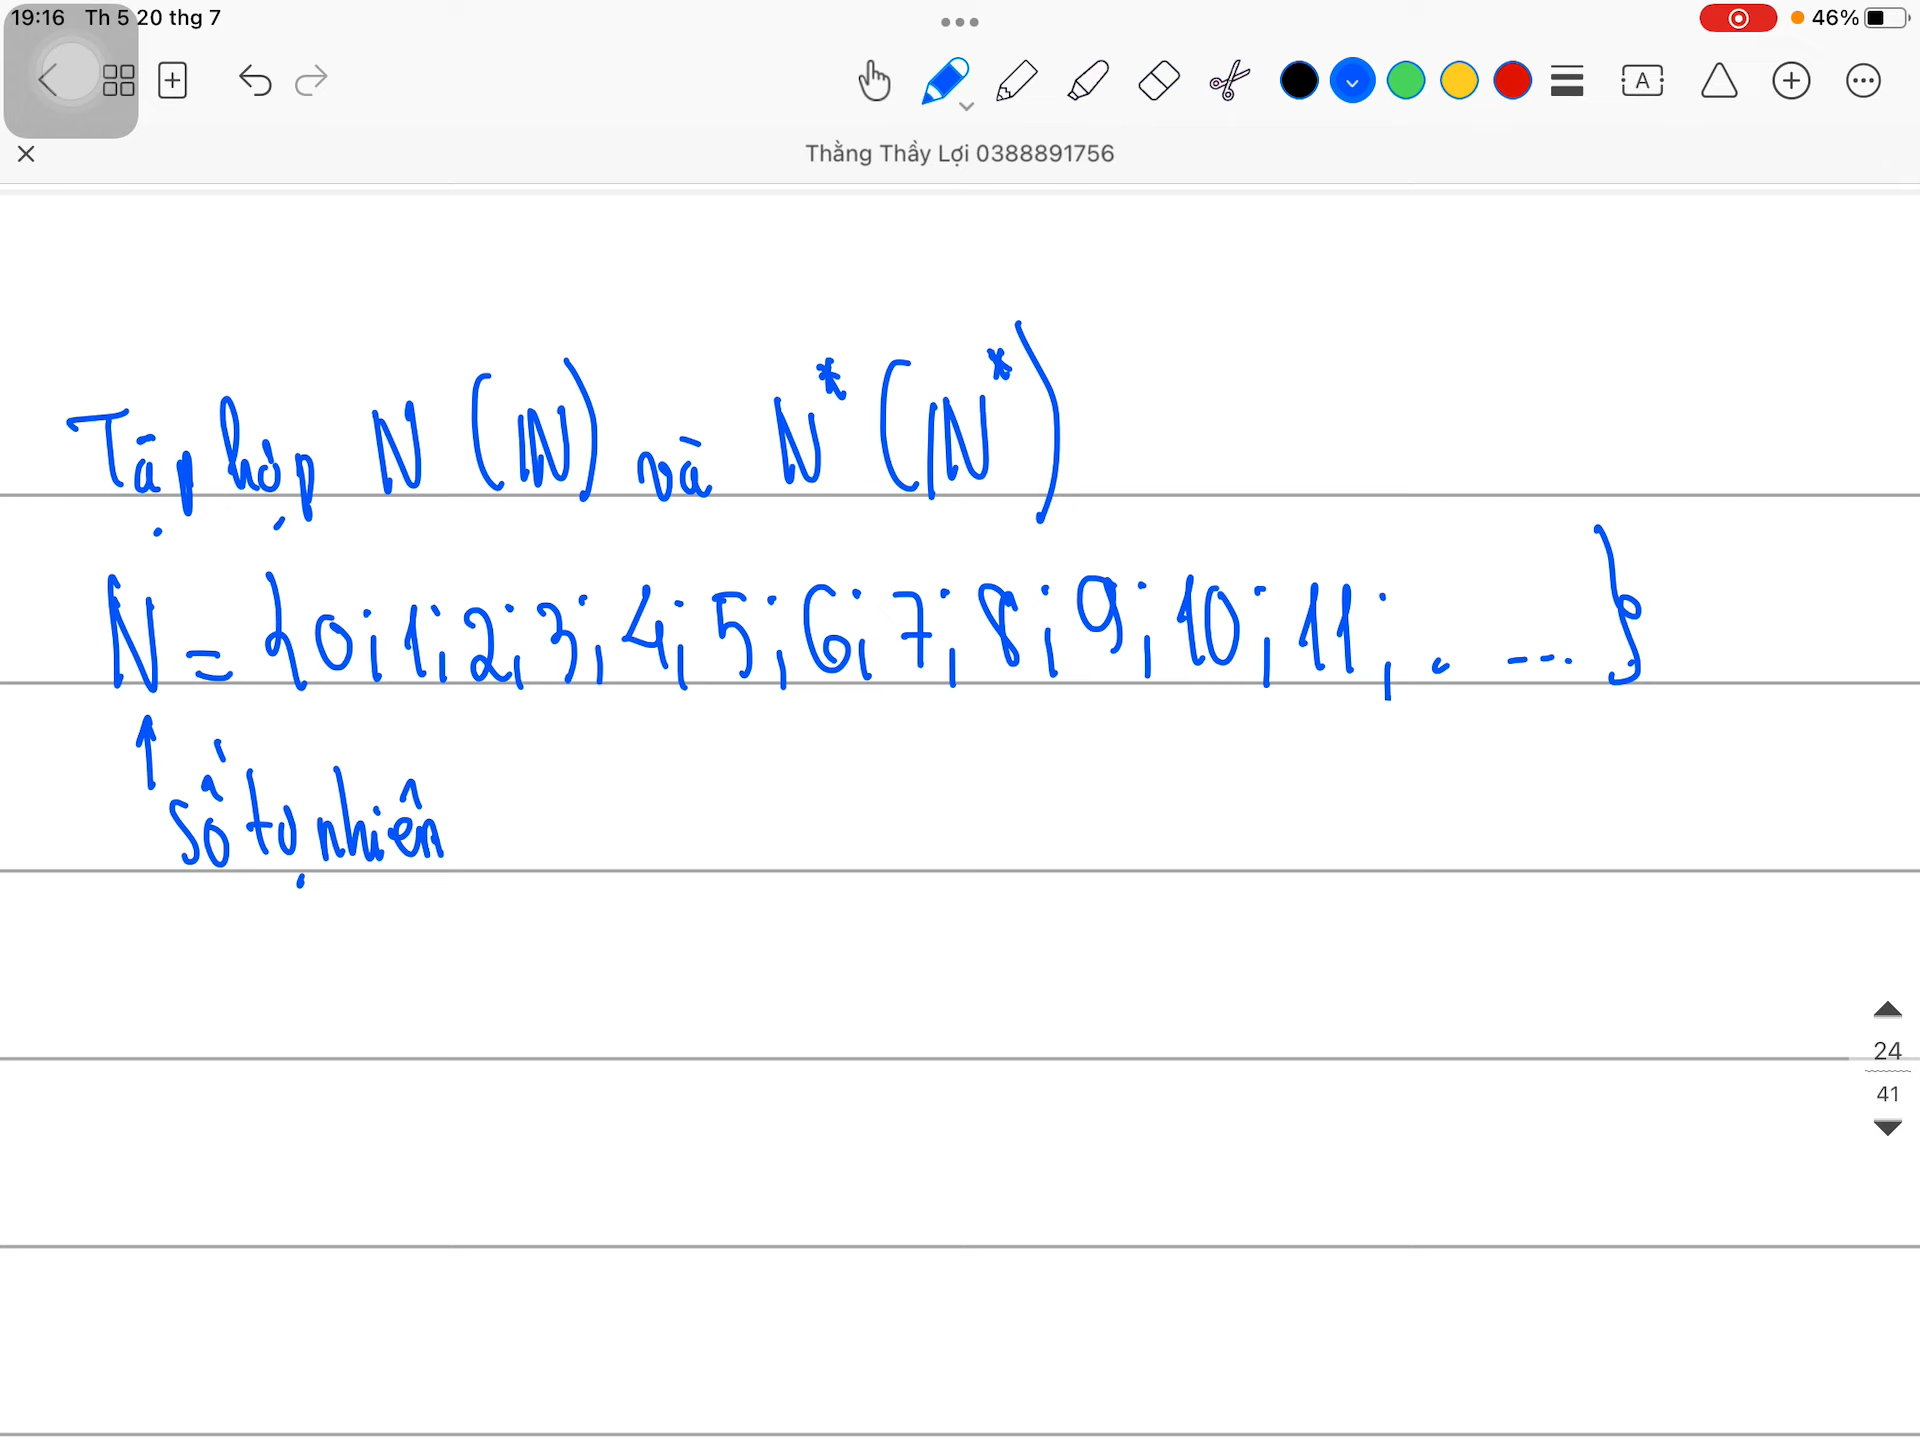 19:16 Th 5 20 thg 7 46%
A
Thằng Thầy Lợi 0388891756
Tập hợp N (ℕ) và N* (ℕ*)
ℕ = {0; 1; 2; 3; 4; 5; 6; 7; 8; 9; 10; 11; . ... }
↑
Số tự nhiên
24
41